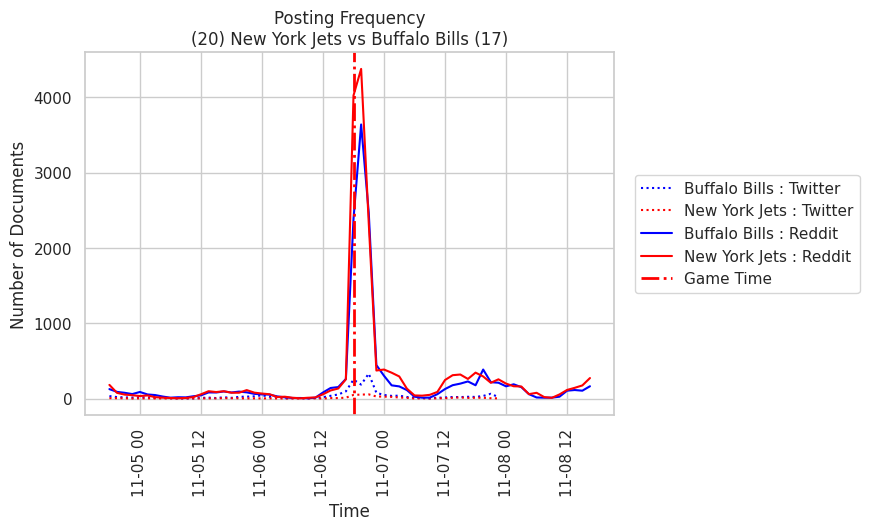 Posting Frequency
(20) New York Jets vs Buffalo Bills (17)
Number of Documents
4000
3000
2000
1000
0
11-05 00
11-05 12
11-06 00
11-06 12
11-07 00
11-07 12
11-08 00
11-08 12
Time
Buffalo Bills : Twitter
New York Jets : Twitter
Buffalo Bills : Reddit
New York Jets : Reddit
Game Time